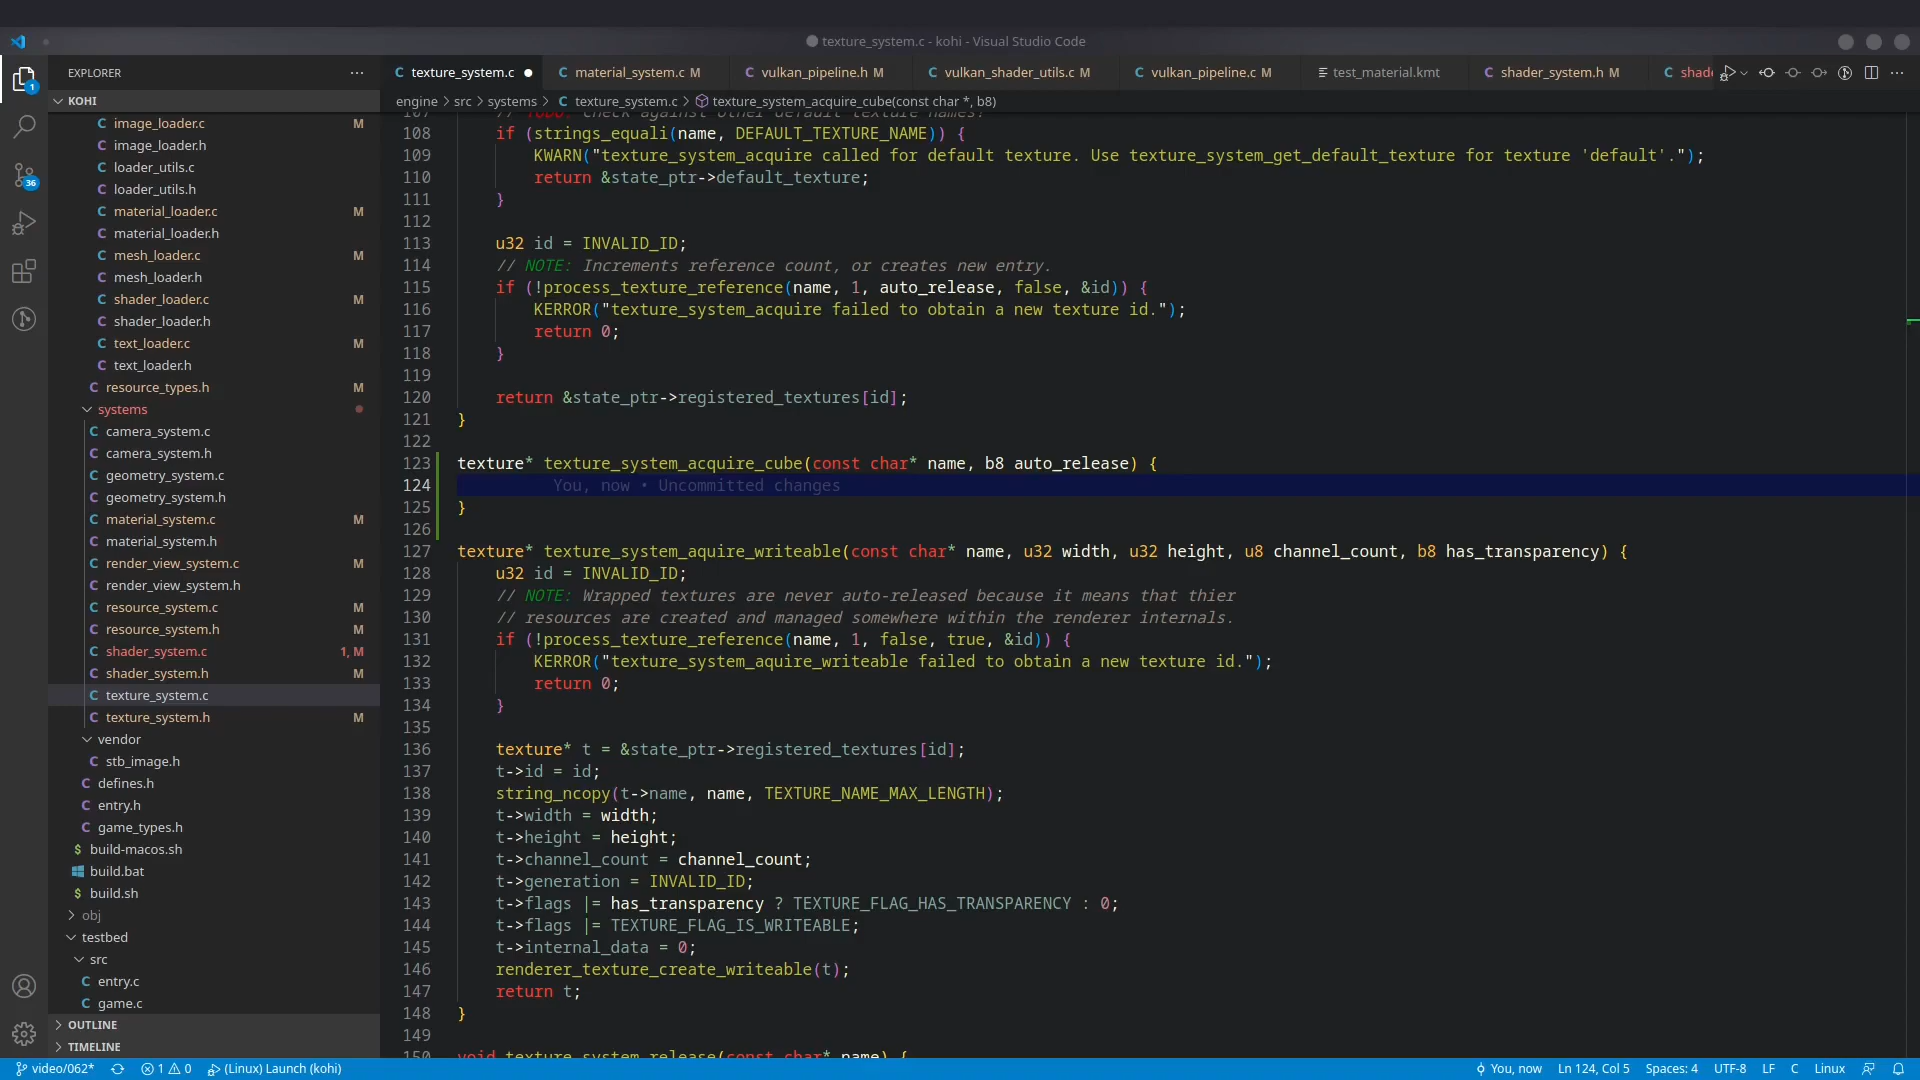 texture_system.c - kohi - Visual Studio Code
EXPLORER
texture_system.c
material_system.c M
vulkan_pipeline.h M
vulkan_shader_utils.c M
vulkan_pipeline.c M
test_material.kmt
shader_system.h M
shad
1
KOHI
engine > src > systems > C texture_system.c > texture_system_acquire_cube(const char *, b8)
image_loader.c M
image_loader.h
loader_utils.c
loader_utils.h
material_loader.c M
material_loader.h
mesh_loader.c M
mesh_loader.h
shader_loader.c M
shader_loader.h
text_loader.c M
text_loader.h
resource_types.h M
systems
camera_system.c
camera_system.h
geometry_system.c
geometry_system.h
material_system.c M
material_system.h
render_view_system.c M
render_view_system.h
resource_system.c M
resource_system.h M
shader_system.c 1, M
shader_system.h M
texture_system.c
texture_system.h M
vendor
stb_image.h
defines.h
entry.h
game_types.h
build-macos.sh
build.bat
build.sh
obj
testbed
src
entry.c
game.c
OUTLINE
TIMELINE
36
107 // TODO: Check against other default texture names?
108 if (strings_equali(name, DEFAULT_TEXTURE_NAME)) {
109 KWARN("texture_system_acquire called for default texture. Use texture_system_get_default_texture for texture 'default'.");
110 return &state_ptr->default_texture;
111 }
112
113 u32 id = INVALID_ID;
114 // NOTE: Increments reference count, or creates new entry.
115 if (!process_texture_reference(name, 1, auto_release, false, &id)) {
116 KERROR("texture_system_acquire failed to obtain a new texture id.");
117 return 0;
118 }
119
120 return &state_ptr->registered_textures[id];
121 }
122
123 texture* texture_system_acquire_cube(const char* name, b8 auto_release) {
124 You, now • Uncommitted changes
125 }
126
127 texture* texture_system_aquire_writeable(const char* name, u32 width, u32 height, u8 channel_count, b8 has_transparency) {
128 u32 id = INVALID_ID;
129 // NOTE: Wrapped textures are never auto-released because it means that thier
130 // resources are created and managed somewhere within the renderer internals.
131 if (!process_texture_reference(name, 1, false, true, &id)) {
132 KERROR("texture_system_aquire_writeable failed to obtain a new texture id.");
133 return 0;
134 }
135
136 texture* t = &state_ptr->registered_textures[id];
137 t->id = id;
138 string_ncopy(t->name, name, TEXTURE_NAME_MAX_LENGTH);
139 t->width = width;
140 t->height = height;
141 t->channel_count = channel_count;
142 t->generation = INVALID_ID;
143 t->flags |= has_transparency ? TEXTURE_FLAG_HAS_TRANSPARENCY : 0;
144 t->flags |= TEXTURE_FLAG_IS_WRITEABLE;
145 t->internal_data = 0;
146 renderer_texture_create_writeable(t);
147 return t;
148 }
149
150 void texture_system_release(const char* name) {
video/062* 1 0 (Linux) Launch (kohi) You, now Ln 124, Col 5 Spaces: 4 UTF-8 LF C Linux